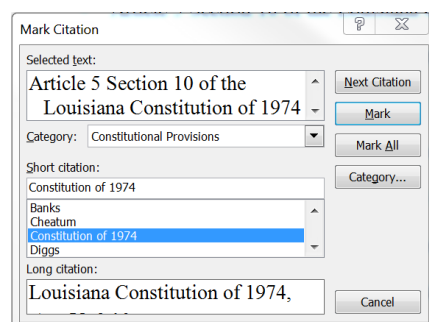 Mark Citation
Selected text:
Article 5 Section 10 of the
Louisiana Constitution of 1974
Next Citation
Mark
Category: Constitutional Provisions
Mark All
Short citation:
Category...
Constitution of 1974
Banks
Cheatum
Constitution of 1974
Diggs
Long citation:
Louisiana Constitution of 1974,
Cancel